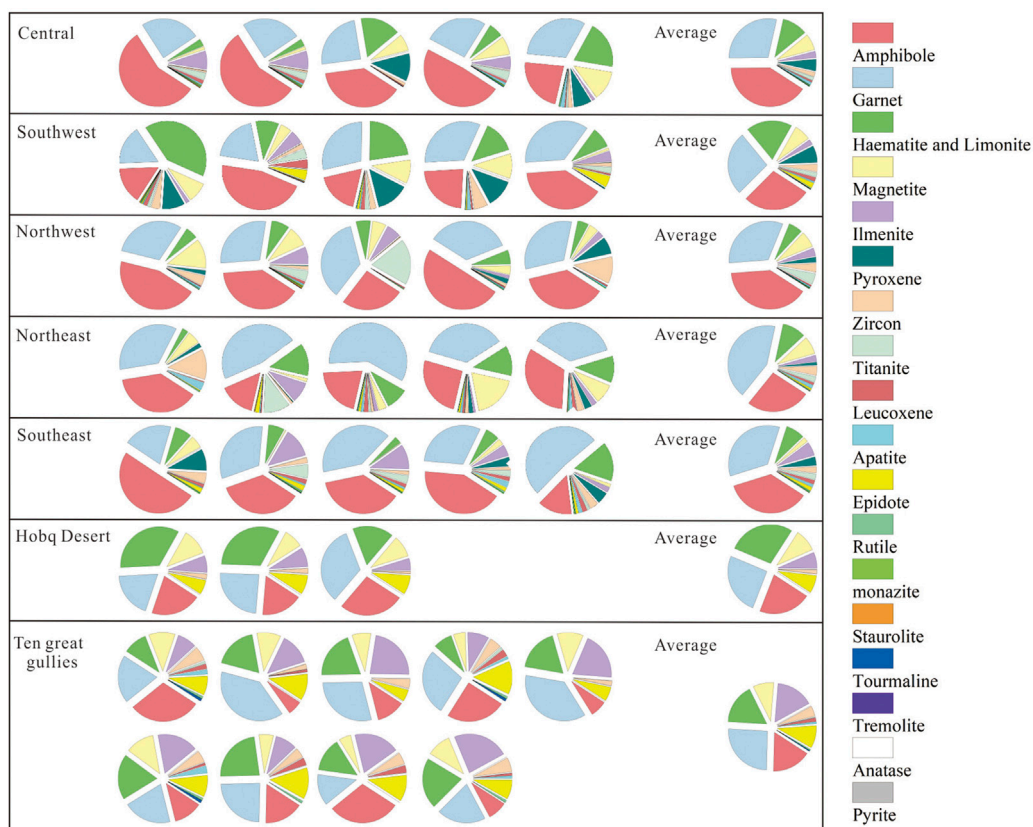 Central
Average
Southwest
Average
Northwest
Average
Northeast
Average
Southeast
Average
Hobq Desert
Average
Ten great
gullies
Average
Amphibole
Garnet
Haematite and Limonite
Magnetite
Ilmenite
Pyroxene
Zircon
Titanite
Leucoxene
Apatite
Epidote
Rutile
monazite
Staurolite
Tourmaline
Tremolite
Anatase
Pyrite